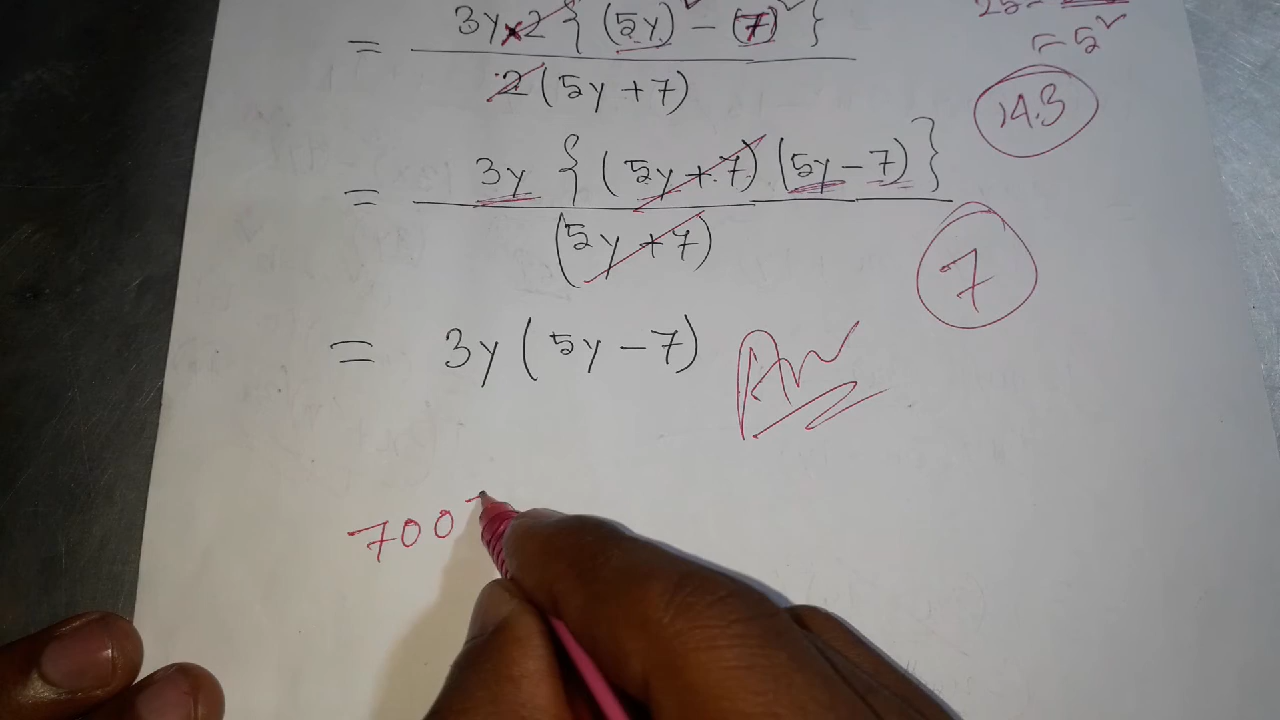 = 3y×2{(5y)² − (7)²}
2(5y+7)
= 3y{(5y+7)(5y−7)}
(5y+7)
= 3y(5y−7) Ans
= 5²
14.3
7
700